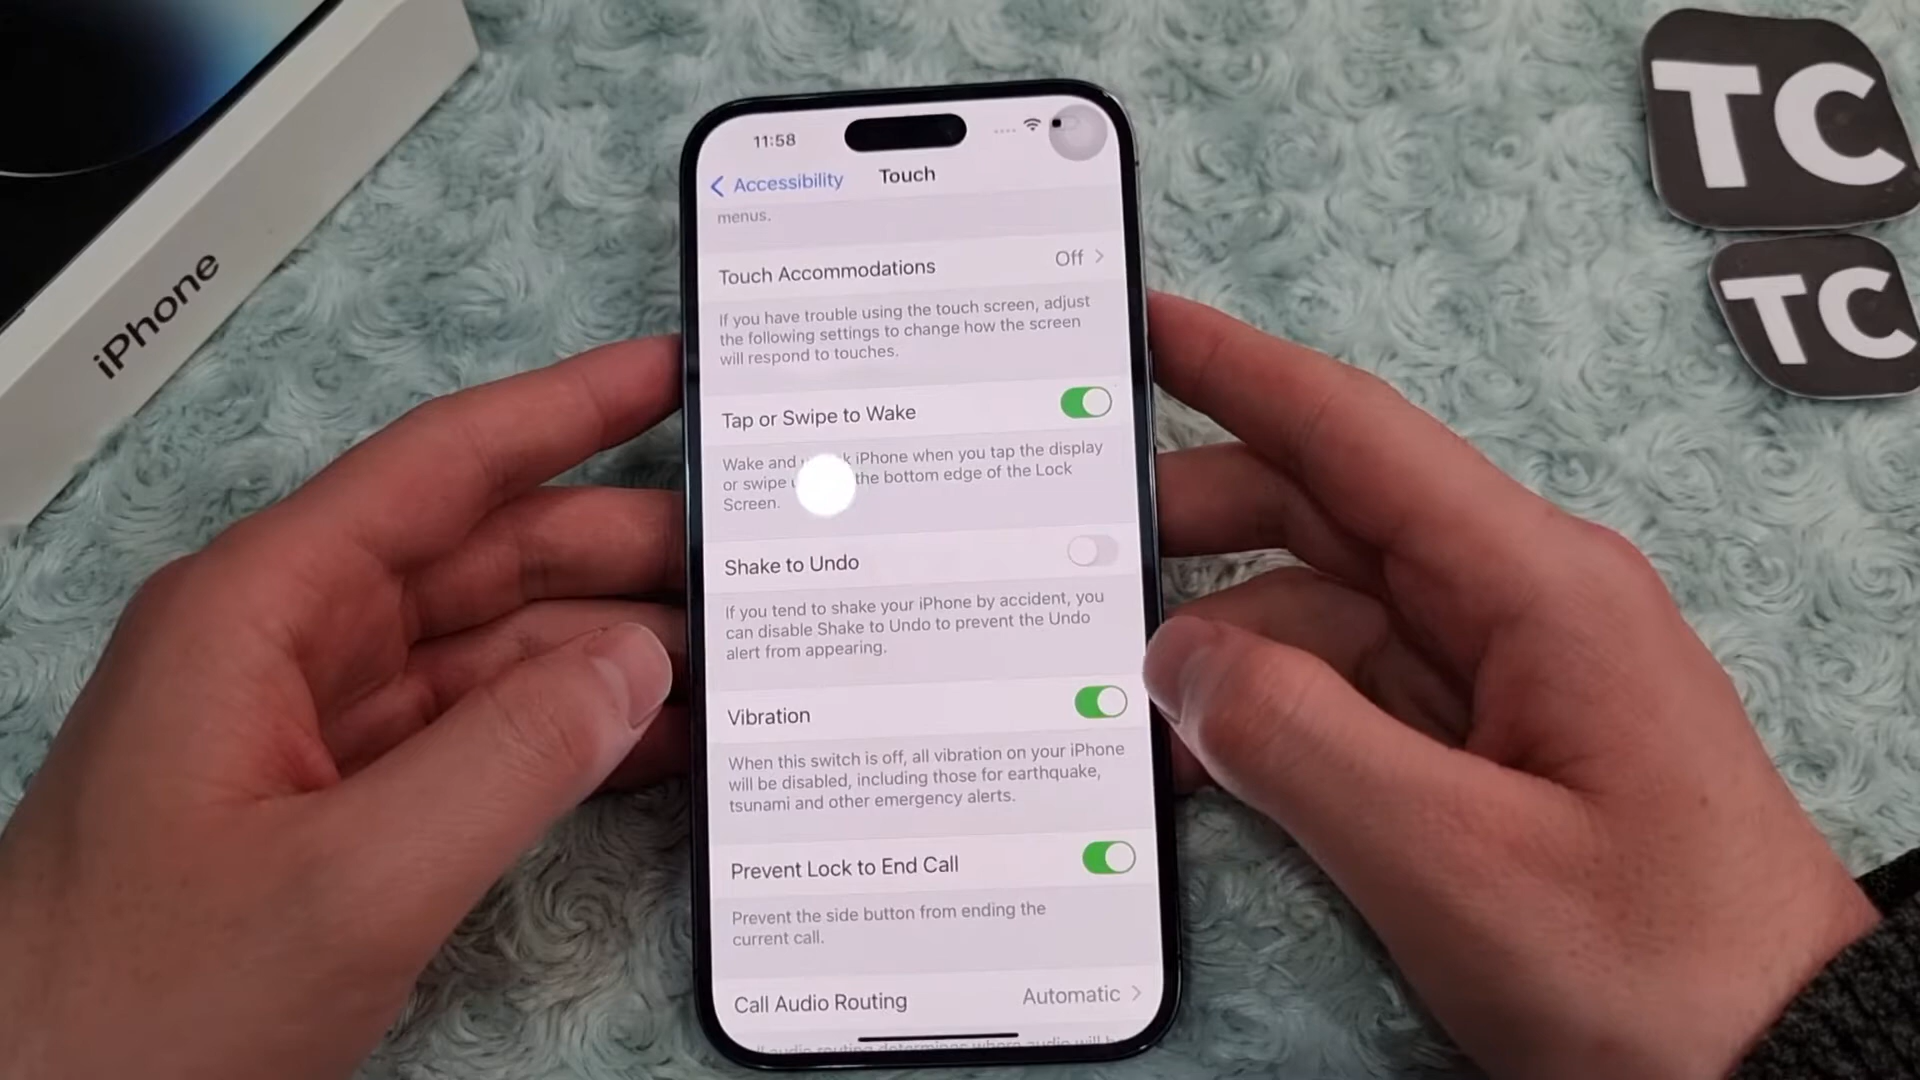 iPhone
TC
TC
11:58
Accessibility
Touch
menus.
Touch Accommodations
Off
If you have trouble using the touch screen, adjust
the following settings to change how the screen
will respond to touches.
Tap or Swipe to Wake
Wake and iPhone when you tap the display
or swipe the bottom edge of the Lock
Screen.
Shake to Undo
If you tend to shake your iPhone by accident, you
can disable Shake to Undo to prevent the Undo
alert from appearing.
Vibration
When this switch is off, all vibration on your iPhone
will be disabled, including those for earthquake,
tsunami and other emergency alerts.
Prevent Lock to End Call
Prevent the side button from ending the
current call.
Call Audio Routing
Automatic
audio routing determines where audio will